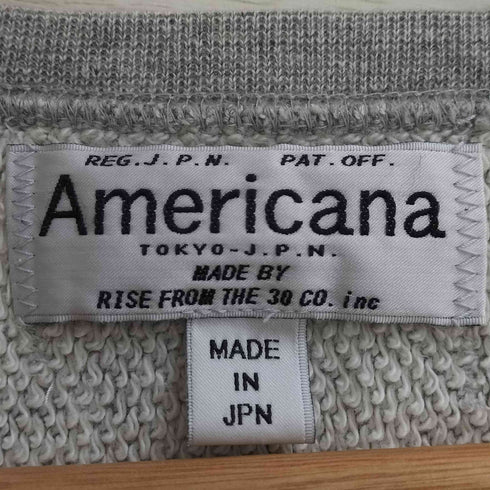 REG.J.P.N. PAT.OFF.
Americana
TOKYO-J.P.N.
MADE BY
RISE FROM THE 30 CO. inc
MADE
IN
JPN